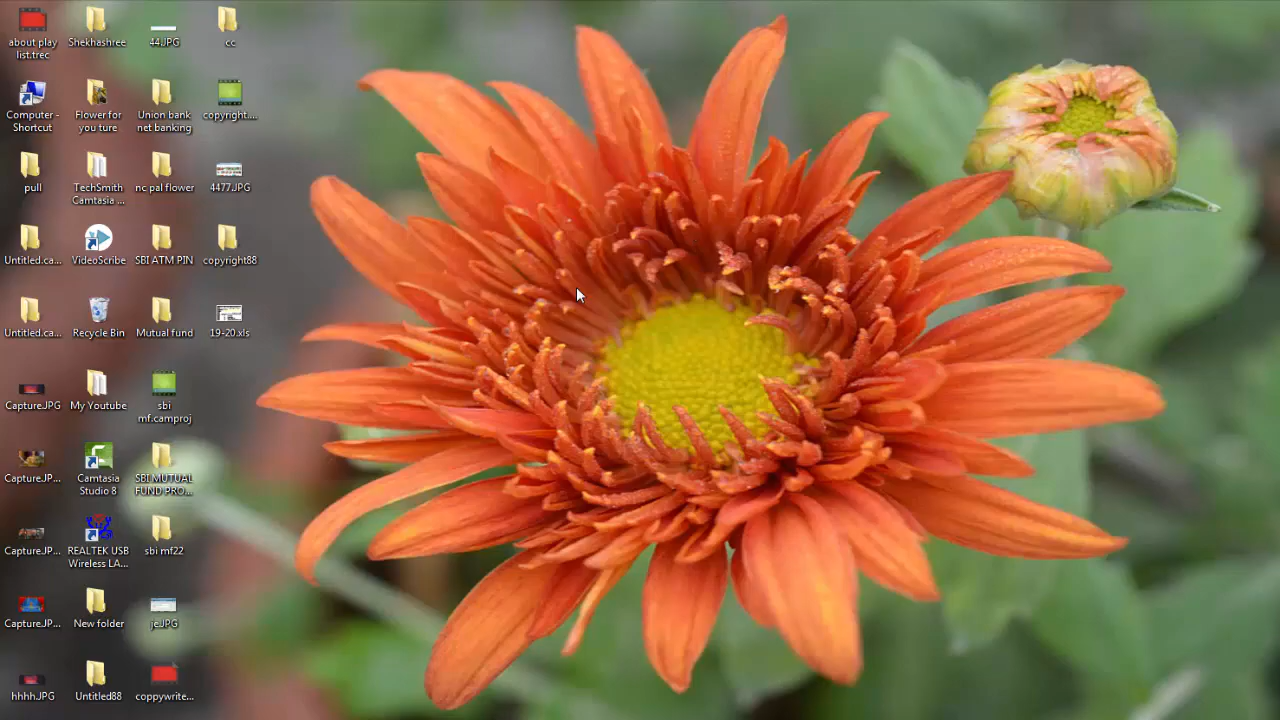 about play
list.trec
Shekhashree
44.JPG
cc
Computer -
Shortcut
Flower for
you ture
Union bank
net banking
copyright....
pull
TechSmith
Camtasia ...
nc pal flower
4477.JPG
Untitled.ca...
VideoScribe
SBI ATM PIN
copyright88
Untitled.ca...
Recycle Bin
Mutual fund
19-20.xls
Capture.JPG
My Youtube
sbi
mf.camproj
Capture.JP...
Camtasia
Studio 8
SBI MUTUAL
FUND PRO...
Capture.JP...
REALTEK USB
Wireless LA...
sbi mf22
Capture.JP...
New folder
je.JPG
hhhh.JPG
Untitled88
coppywrite...